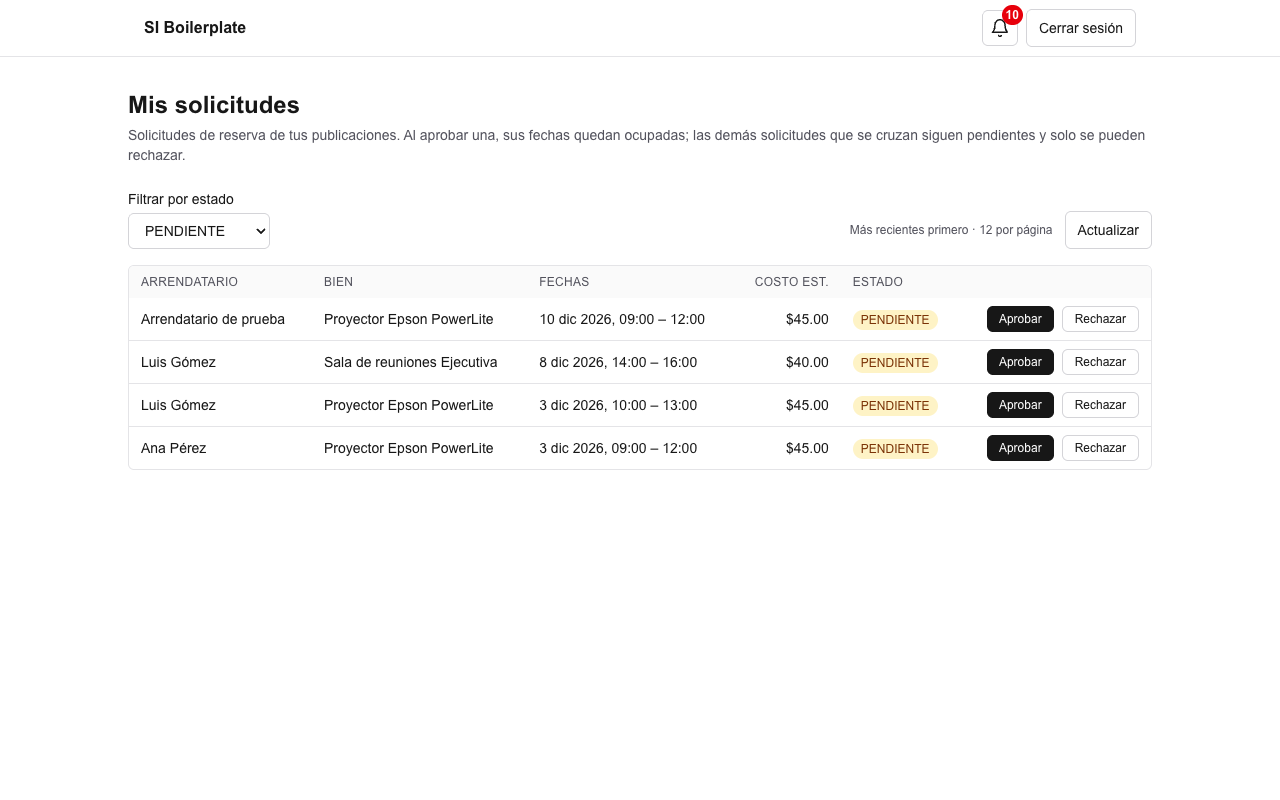 SI Boilerplate
10
Cerrar sesión
Mis solicitudes
Solicitudes de reserva de tus publicaciones. Al aprobar una, sus fechas quedan ocupadas; las demás solicitudes que se cruzan siguen pendientes y solo se pueden
rechazar.
Filtrar por estado
PENDIENTE
Más recientes primero · 12 por página
Actualizar
ARRENDATARIO BIEN FECHAS COSTO EST. ESTADO
Arrendatario de prueba Proyector Epson PowerLite 10 dic 2026, 09:00 – 12:00 $45.00 PENDIENTE Aprobar Rechazar
Luis Gómez Sala de reuniones Ejecutiva 8 dic 2026, 14:00 – 16:00 $40.00 PENDIENTE Aprobar Rechazar
Luis Gómez Proyector Epson PowerLite 3 dic 2026, 10:00 – 13:00 $45.00 PENDIENTE Aprobar Rechazar
Ana Pérez Proyector Epson PowerLite 3 dic 2026, 09:00 – 12:00 $45.00 PENDIENTE Aprobar Rechazar